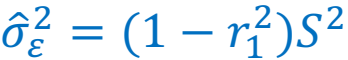 σ̂²_ε = (1 − r₁²)S²